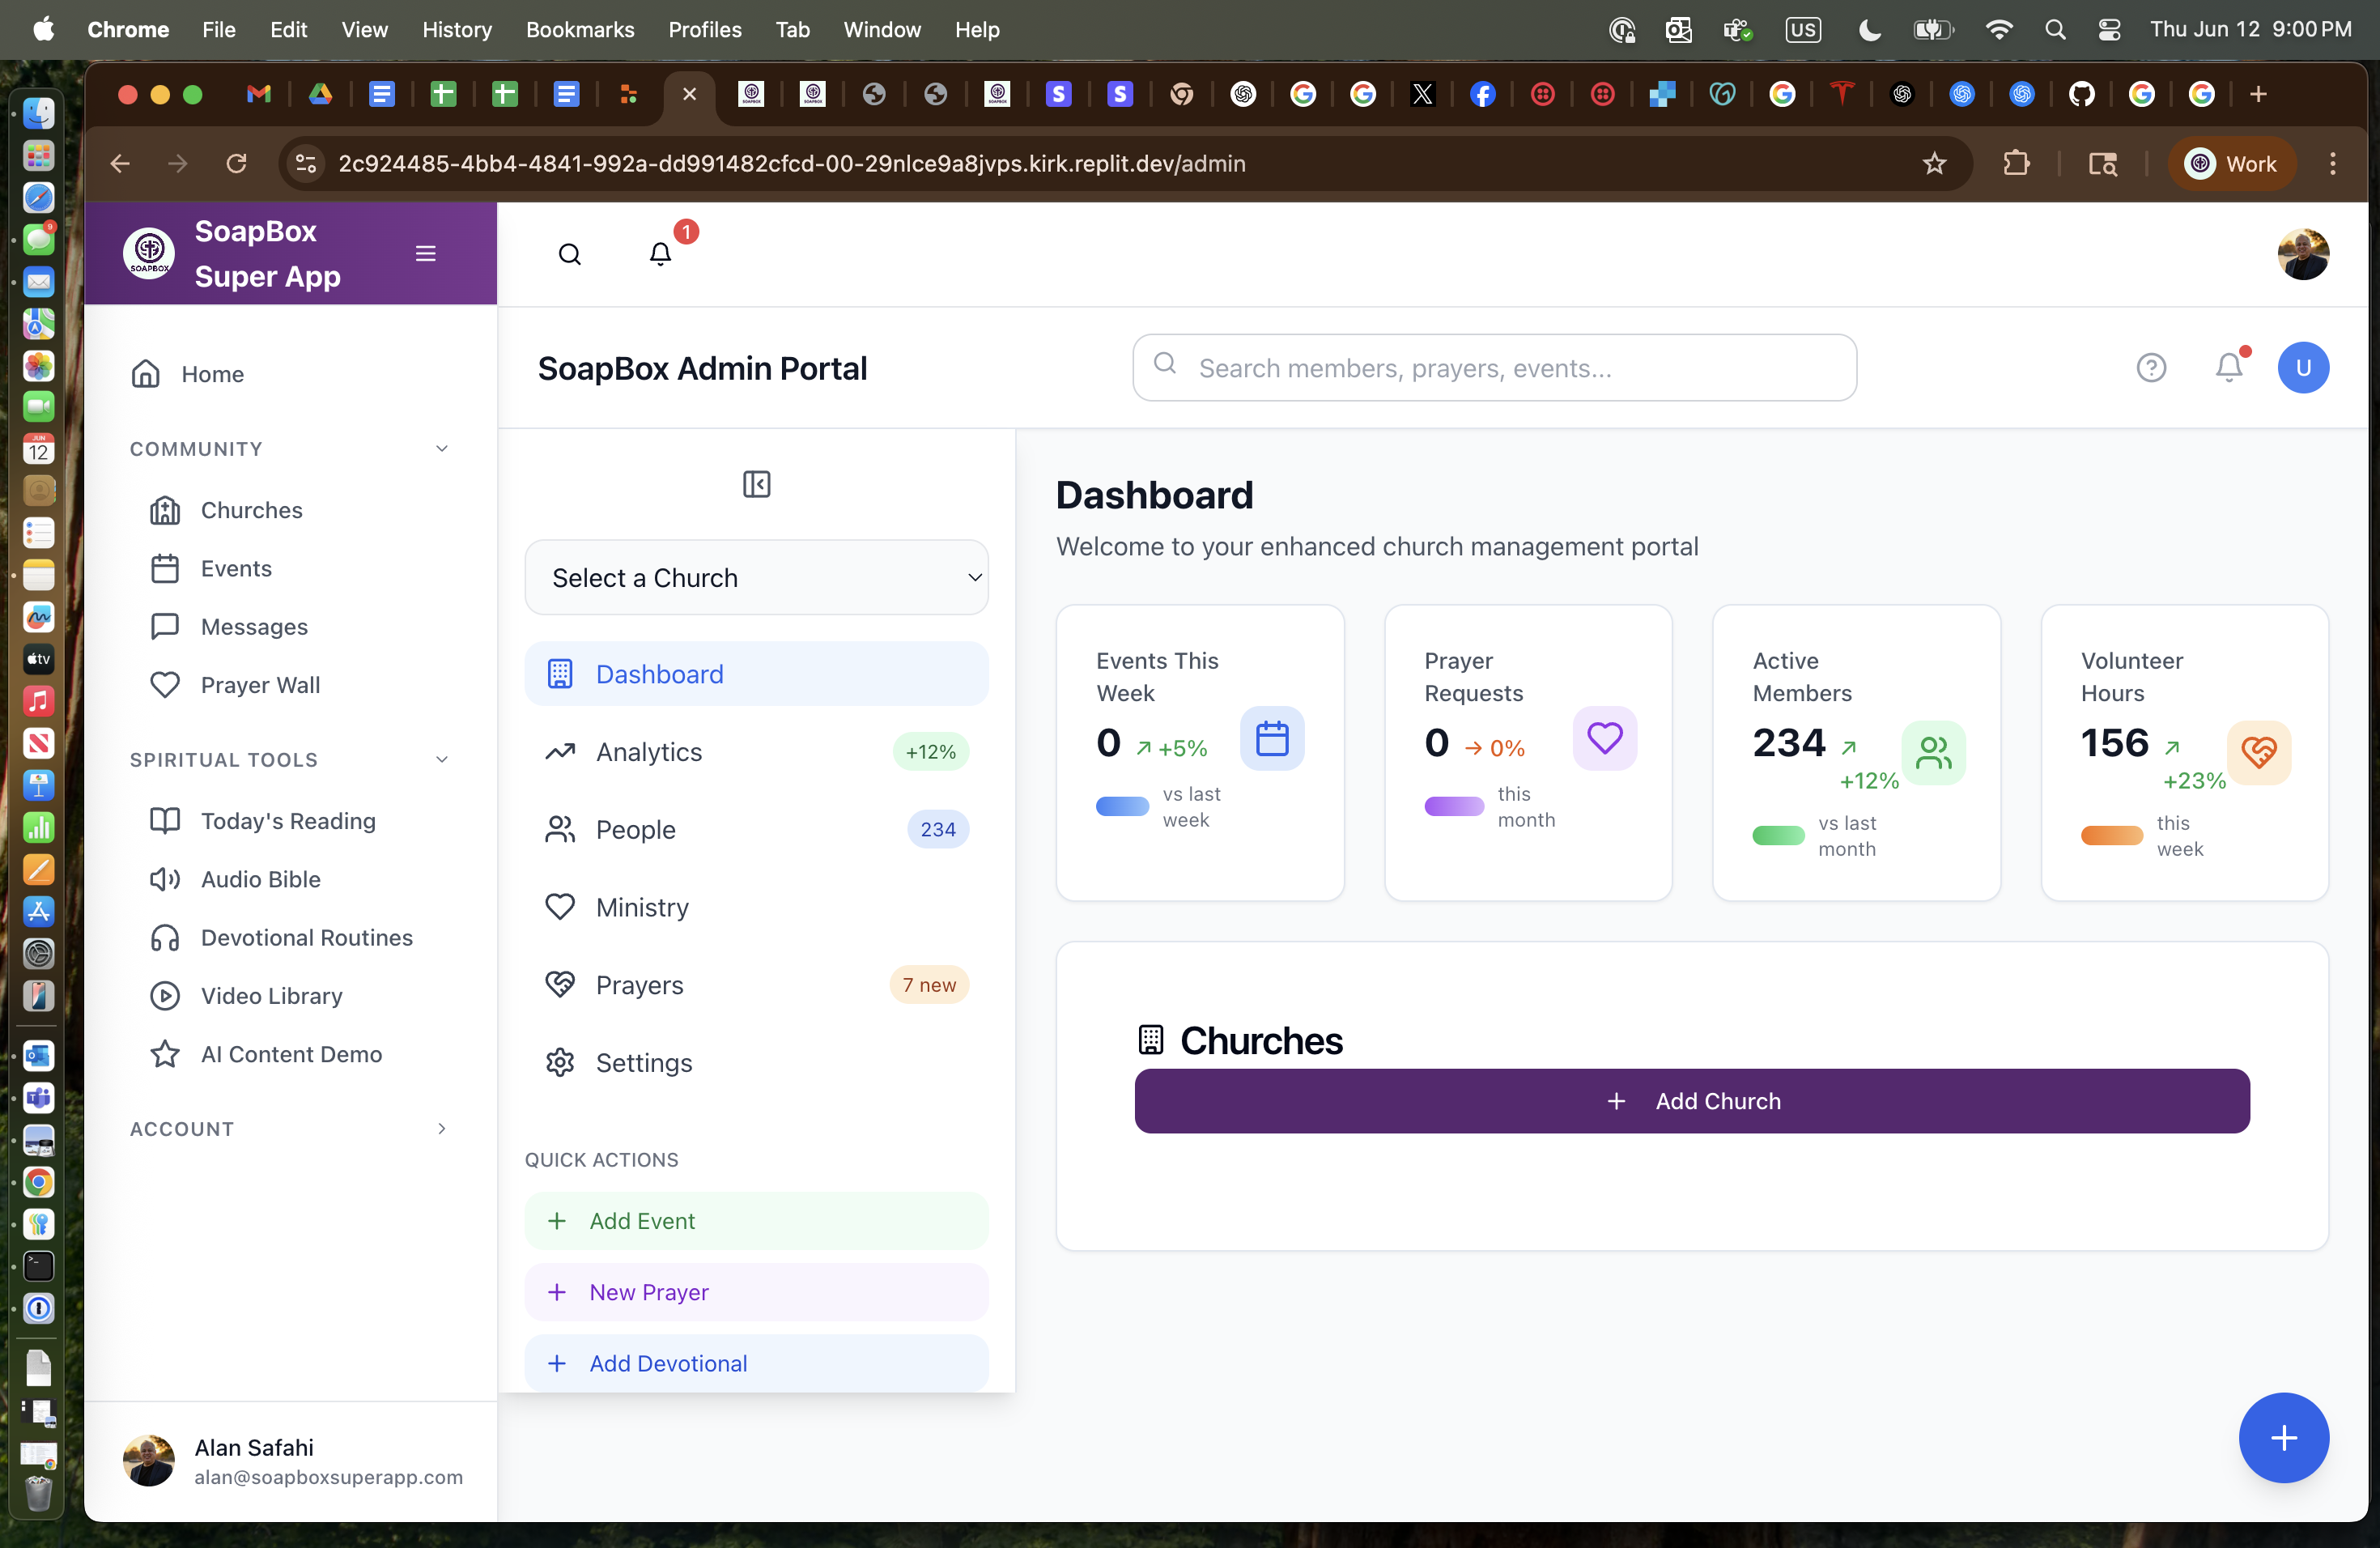 Chrome File Edit View History Bookmarks Profiles Tab Window Help US Thu Jun 12 9:00 PM
2c924485-4bb4-4841-992a-dd991482cfcd-00-29nlce9a8jvps.kirk.replit.dev/admin Work
SoapBox
Super App
SOAPBOX
1
Home
COMMUNITY
Churches
Events
Messages
Prayer Wall
SPIRITUAL TOOLS
Today's Reading
Audio Bible
Devotional Routines
Video Library
AI Content Demo
ACCOUNT
Alan Safahi
alan@soapboxsuperapp.com
SoapBox Admin Portal
Search members, prayers, events...
U
Select a Church
Dashboard
Analytics +12%
People 234
Ministry
Prayers 7 new
Settings
QUICK ACTIONS
+ Add Event
+ New Prayer
+ Add Devotional
Dashboard
Welcome to your enhanced church management portal
Events This
Week
0 +5%
vs last
week
Prayer
Requests
0 → 0%
this
month
Active
Members
234
+12%
vs last
month
Volunteer
Hours
156
+23%
this
week
Churches
+ Add Church
+
JUN
12
9
tv